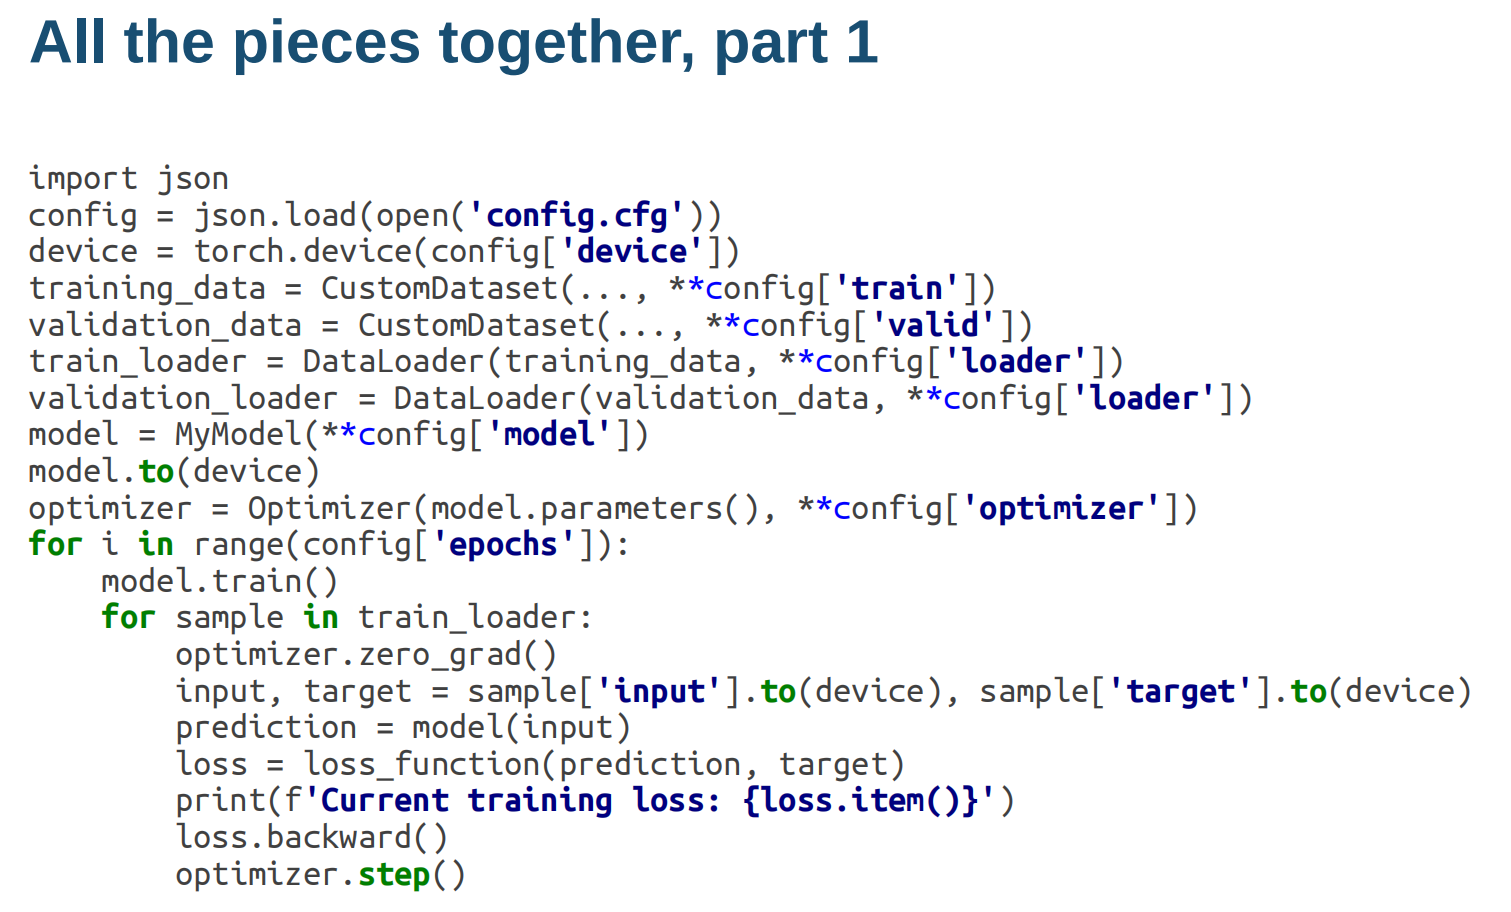 All the pieces together, part 1
import json
config = json.load(open('config.cfg'))
device = torch.device(config['device'])
training_data = CustomDataset(..., **config['train'])
validation_data = CustomDataset(..., **config['valid'])
train_loader = DataLoader(training_data, **config['loader'])
validation_loader = DataLoader(validation_data, **config['loader'])
model = MyModel(**config['model'])
model.to(device)
optimizer = Optimizer(model.parameters(), **config['optimizer'])
for i in range(config['epochs']):
    model.train()
    for sample in train_loader:
        optimizer.zero_grad()
        input, target = sample['input'].to(device), sample['target'].to(device)
        prediction = model(input)
        loss = loss_function(prediction, target)
        print(f'Current training loss: {loss.item()}')
        loss.backward()
        optimizer.step()